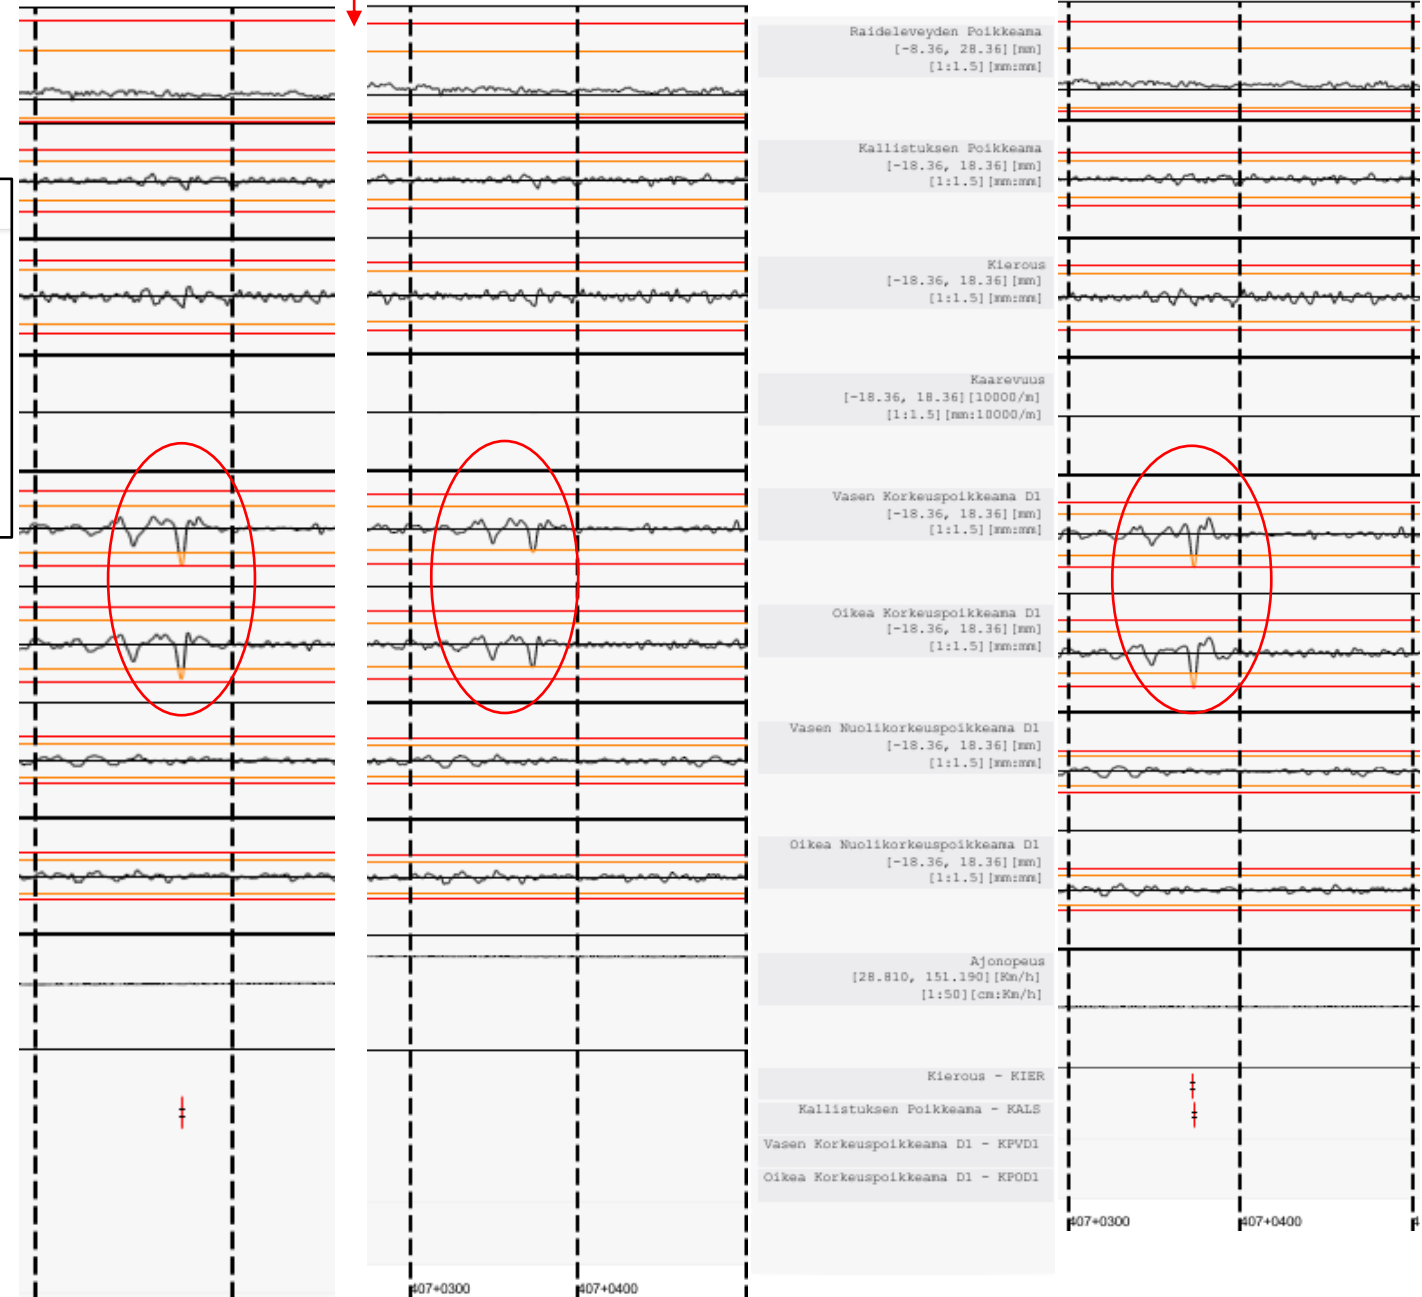 Raideleveyden Poikkeama
[-8.36, 28.36][mm]
[1:1.5][mm:mm]
Kallistuksen Poikkeama
[-18.36, 18.36][mm]
[1:1.5][mm:mm]
Kierous
[-18.36, 18.36][mm]
[1:1.5][mm:mm]
Kaarevuus
[-18.36, 18.36][10000/m]
[1:1.5][mm:10000/m]
Vasen Korkeuspoikkeama D1
[-18.36, 18.36][mm]
[1:1.5][mm:mm]
Oikea Korkeuspoikkeama D1
[-18.36, 18.36][mm]
[1:1.5][mm:mm]
Vasen Nuolikorkeuspoikkeama D1
[-18.36, 18.36][mm]
[1:1.5][mm:mm]
Oikea Nuolikorkeuspoikkeama D1
[-18.36, 18.36][mm]
[1:1.5][mm:mm]
Ajonopeus
[28.810, 151.190][Km/h]
[1:50][cm:Km/h]
Kierous - KIER
Kallistuksen Poikkeama - KALS
Vasen Korkeuspoikkeama D1 - KPVD1
Oikea Korkeuspoikkeama D1 - KPOD1
407+0300 407+0400
407+0300 407+0400